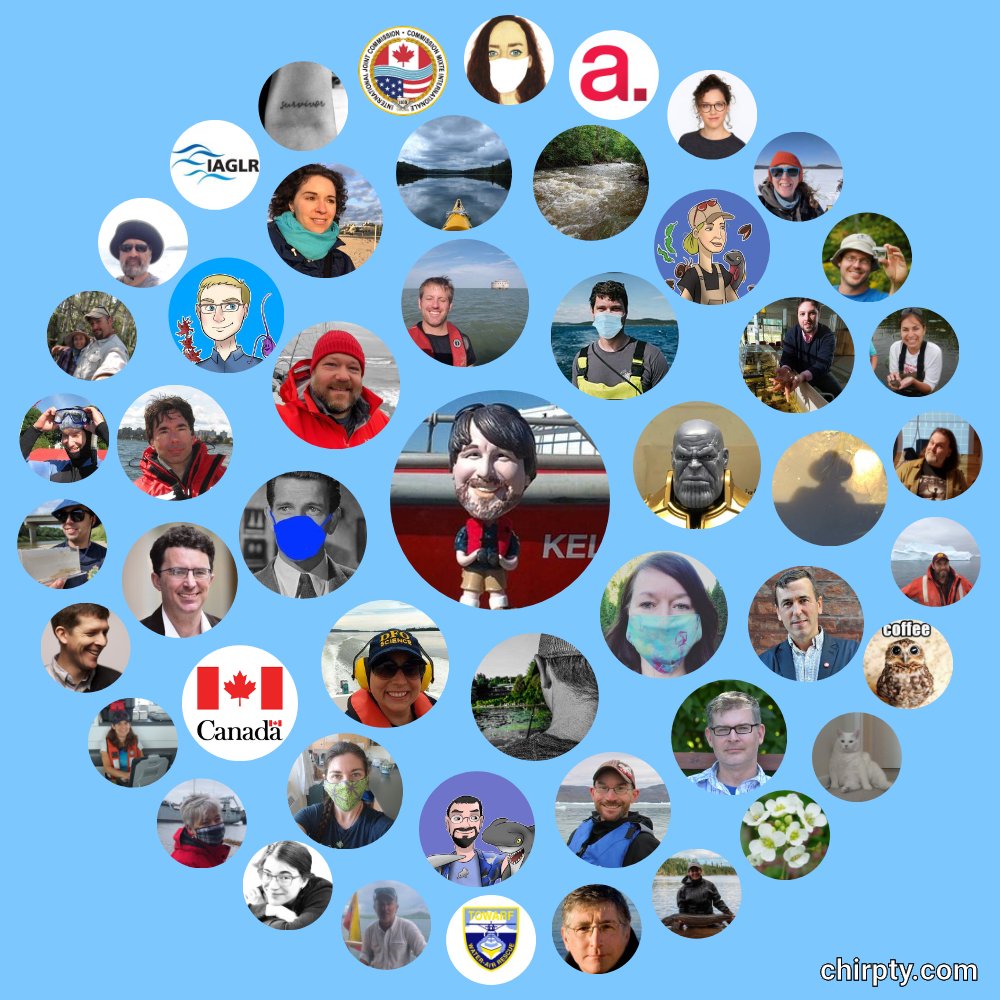 INTERNATIONAL JOINT COMMISSION • COMMISSION MIXTE INTERNATIONALE
a.
survivor
IAGLR
KEL
coffee
DFO
SCIENCE
Canada
TOWARF
WATER-AIR RESCUE
chirpty.com